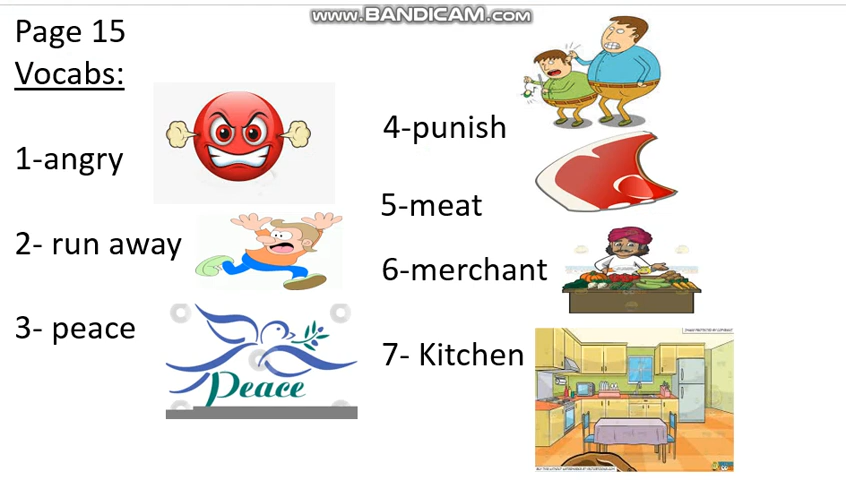 WWW.BANDICAM.COM
Page 15
Vocabs:
1-angry
2- run away
3- peace
Peace
4-punish
5-meat
6-merchant
7- Kitchen